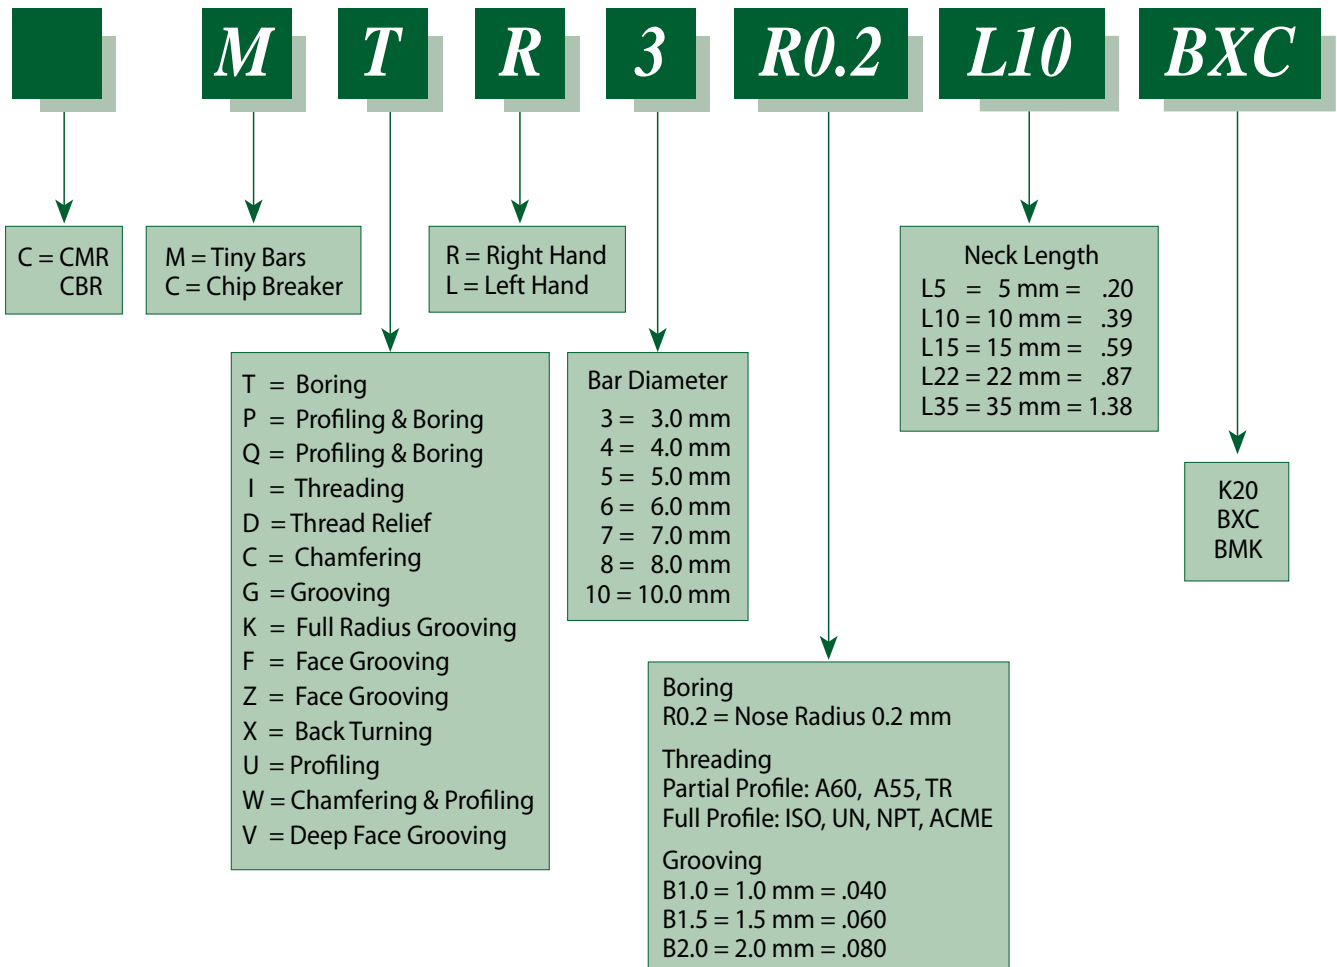 M T R 3 R0.2 L10 BXC
C = CMR
CBR
M = Tiny Bars
C = Chip Breaker
R = Right Hand
L = Left Hand
Neck Length
L5 = 5 mm = .20
L10 = 10 mm = .39
L15 = 15 mm = .59
L22 = 22 mm = .87
L35 = 35 mm = 1.38
T = Boring
P = Profiling & Boring
Q = Profiling & Boring
I = Threading
D = Thread Relief
C = Chamfering
G = Grooving
K = Full Radius Grooving
F = Face Grooving
Z = Face Grooving
X = Back Turning
U = Profiling
W = Chamfering & Profiling
V = Deep Face Grooving
Bar Diameter
3 = 3.0 mm
4 = 4.0 mm
5 = 5.0 mm
6 = 6.0 mm
7 = 7.0 mm
8 = 8.0 mm
10 = 10.0 mm
K20
BXC
BMK
Boring
R0.2 = Nose Radius 0.2 mm
Threading
Partial Profile: A60, A55, TR
Full Profile: ISO, UN, NPT, ACME
Grooving
B1.0 = 1.0 mm = .040
B1.5 = 1.5 mm = .060
B2.0 = 2.0 mm = .080